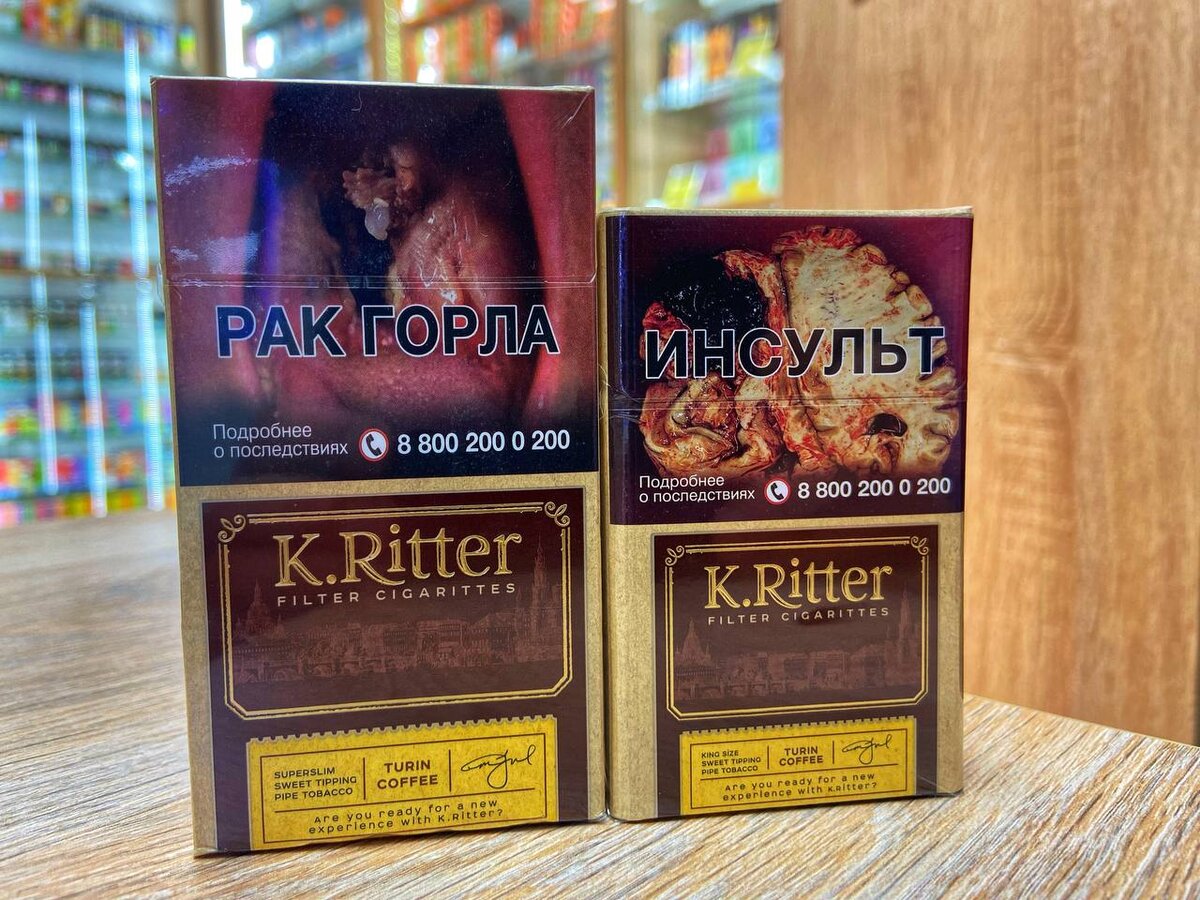 РАК ГОРЛА
Подробнее
о последствиях
8 800 200 0 200
K.Ritter
FILTER CIGARITTES
SUPERSLIM
SWEET TIPPING
PIPE TOBACCO
TURIN
COFFEE
Are you ready for a new
experience with K.Ritter?
ИНСУЛЬТ
Подробнее
о последствиях
8 800 200 0 200
K.Ritter
FILTER CIGARITTES
KING SIZE
SWEET TIPPING
PIPE TOBACCO
TURIN
COFFEE
Are you ready for a new
experience with K.Ritter?